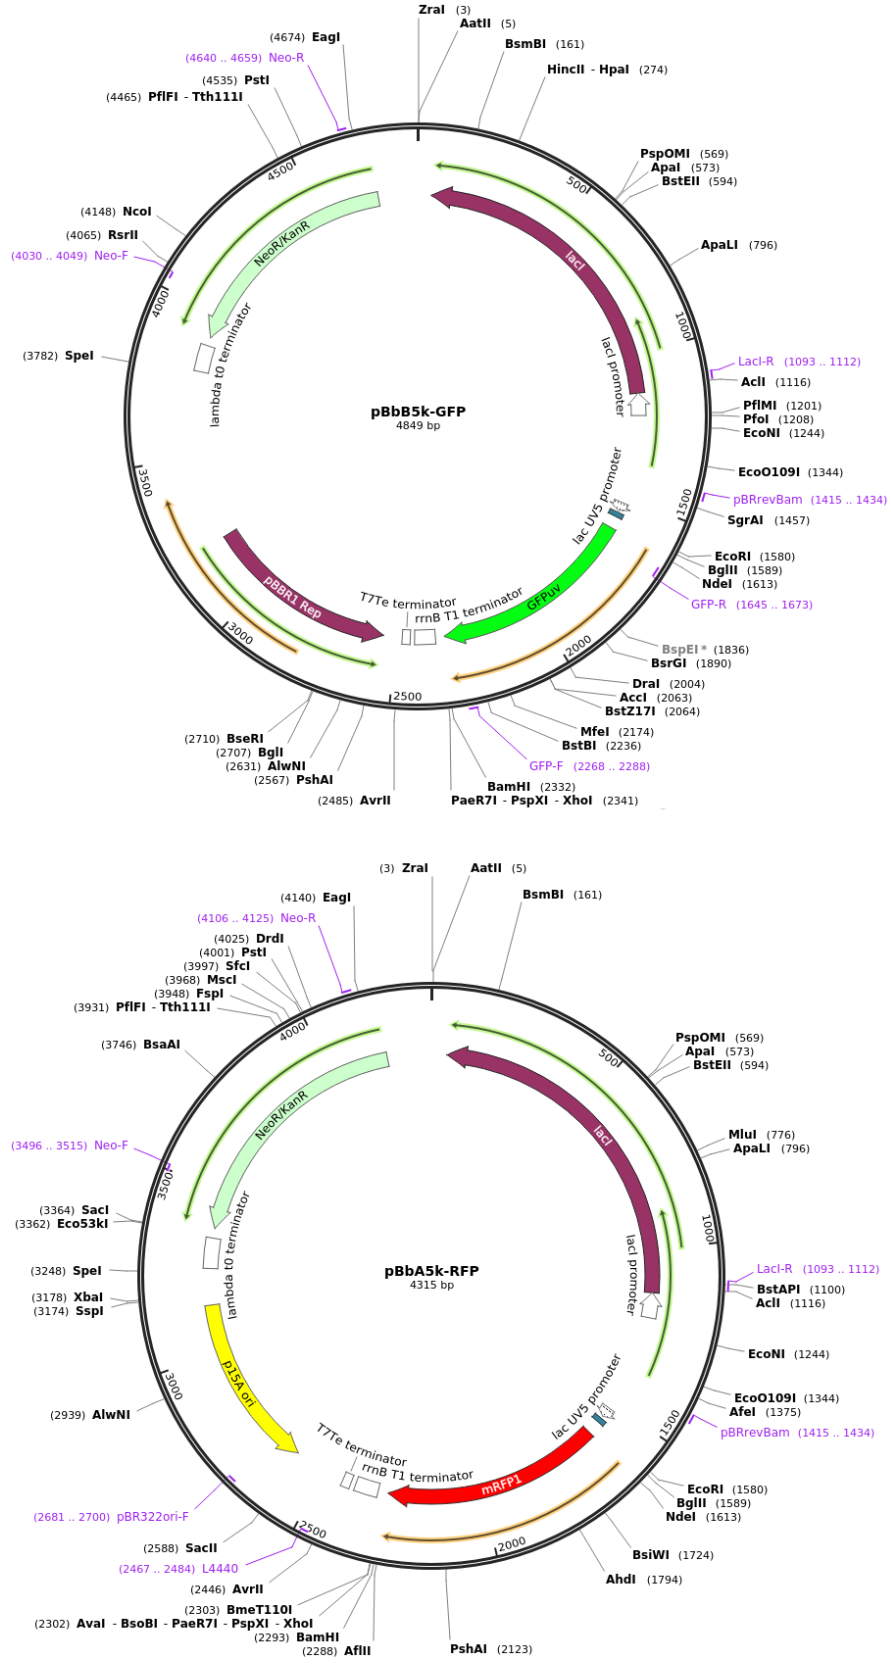 ZraI (3)
AatII (5)
(4674) EagI
BsmBI (161)
(4640 .. 4659) Neo-R
HincII - HpaI (274)
(4535) PstI
(4465) PflFI - Tth111I
PspOMI (569)
ApaI (573)
BstEII (594)
4500
500
(4148) NcoI
(4065) RsrII
ApaLI (796)
(4030 .. 4049) Neo-F
NeoR/KanR
lacI
4000
1000
(3782) SpeI
lambda t0 terminator
lacI promoter
LacI-R (1093 .. 1112)
AclI (1116)
pBbB5k-GFP
4849 bp
PflMI (1201)
PfoI (1208)
EcoNI (1244)
3500
EcoO109I (1344)
lac UV5 promoter
1500
pBRrevBam (1415 .. 1434)
SgrAI (1457)
EcoRI (1580)
BglII (1589)
NdeI (1613)
pBBR1 Rep
T7Te terminator
rrnB T1 terminator
GFPuv
GFP-R (1645 .. 1673)
3000
2000
BspEI * (1836)
BsrGI (1890)
DraI (2004)
AccI (2063)
BstZ17I (2064)
2500
(2710) BseRI
(2707) BglI
(2631) AlwNI
(2567) PshAI
(2485) AvrII
MfeI (2174)
BstBI (2236)
GFP-F (2268 .. 2288)
BamHI (2332)
PaeR7I - PspXI - XhoI (2341)
(3) ZraI
AatII (5)
(4140) EagI
BsmBI (161)
(4106 .. 4125) Neo-R
(4025) DrdI
(4001) PstI
(3997) SfcI
(3968) MscI
(3948) FspI
(3931) PflFI - Tth111I
4000
500
(3746) BsaAI
PspOMI (569)
ApaI (573)
BstEII (594)
NeoR/KanR
lacI
MluI (776)
ApaLI (796)
(3496 .. 3515) Neo-F
3500
1000
(3364) SacI
(3362) Eco53kI
lambda t0 terminator
lacI promoter
(3248) SpeI
pBbA5k-RFP
4315 bp
LacI-R (1093 .. 1112)
BstAPI (1100)
AclI (1116)
(3178) XbaI
(3174) SspI
EcoNI (1244)
p15A ori
3000
lac UV5 promoter
EcoO109I (1344)
AfeI (1375)
(2939) AlwNI
1500
pBRrevBam (1415 .. 1434)
T7Te terminator
rrnB T1 terminator
mRFP1
EcoRI (1580)
BglII (1589)
NdeI (1613)
(2681 .. 2700) pBR322ori-F
2500
2000
(2588) SacII
BsiWI (1724)
(2467 .. 2484) L4440
AhdI (1794)
(2446) AvrII
(2303) BmeT110I
(2302) AvaI - BsoBI - PaeR7I - PspXI - XhoI
(2293) BamHI
(2288) AflII
PshAI (2123)